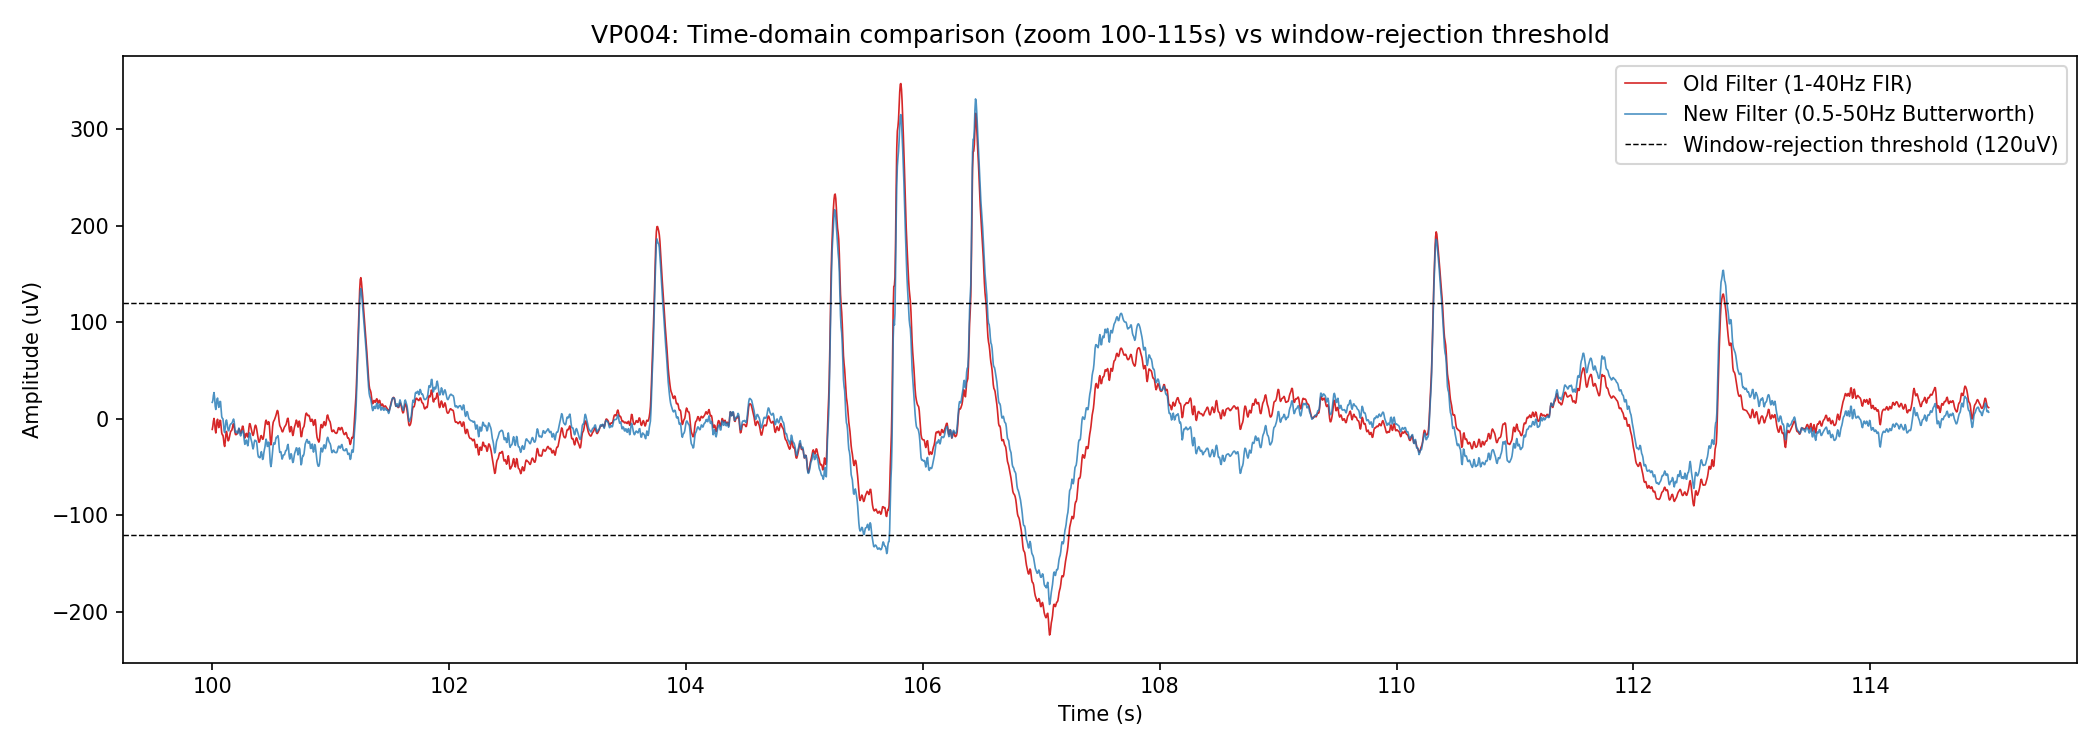 VP004: Time-domain comparison (zoom 100-115s) vs window-rejection threshold
Old Filter (1-40Hz FIR)
New Filter (0.5-50Hz Butterworth)
Window-rejection threshold (120uV)
Amplitude (uV)
300
200
100
0
−100
−200
100 102 104 106 108 110 112 114
Time (s)